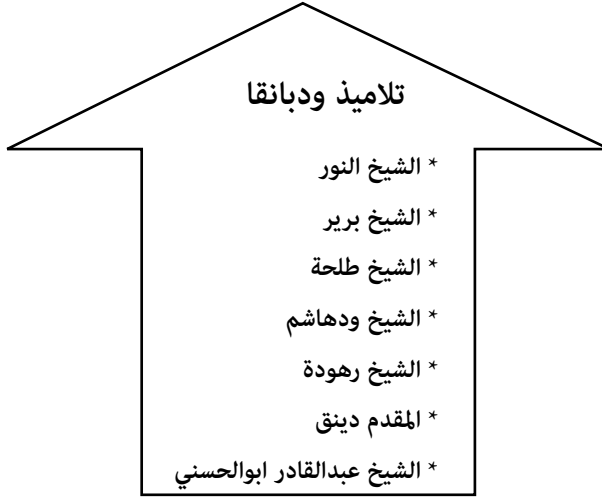 تلاميذ ودبانقا
* الشيخ النور
* الشيخ برير
* الشيخ طلحة
* الشيخ ودهاشم
* الشيخ رهودة
* المقدم دينق
* الشيخ عبدالقادر ابوالحسني